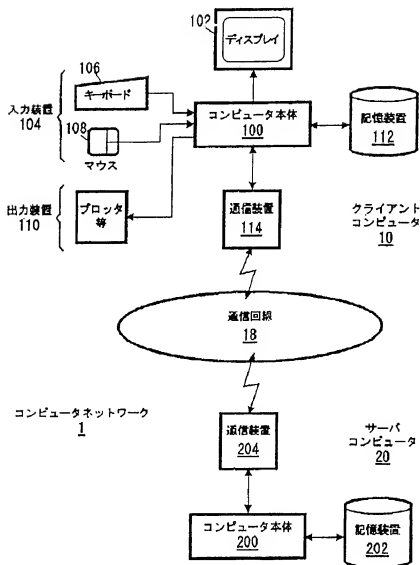 102
ディスプレイ
106
キーボード
入力装置
104
108
マウス
コンピュータ本体
100
記憶装置
112
出力装置
110
プロッタ
等
通信装置
114
クライアント
コンピュータ
10
通信回線
18
コンピュータネットワーク
1
通信装置
204
サーバ
コンピュータ
20
コンピュータ本体
200
記憶装置
202